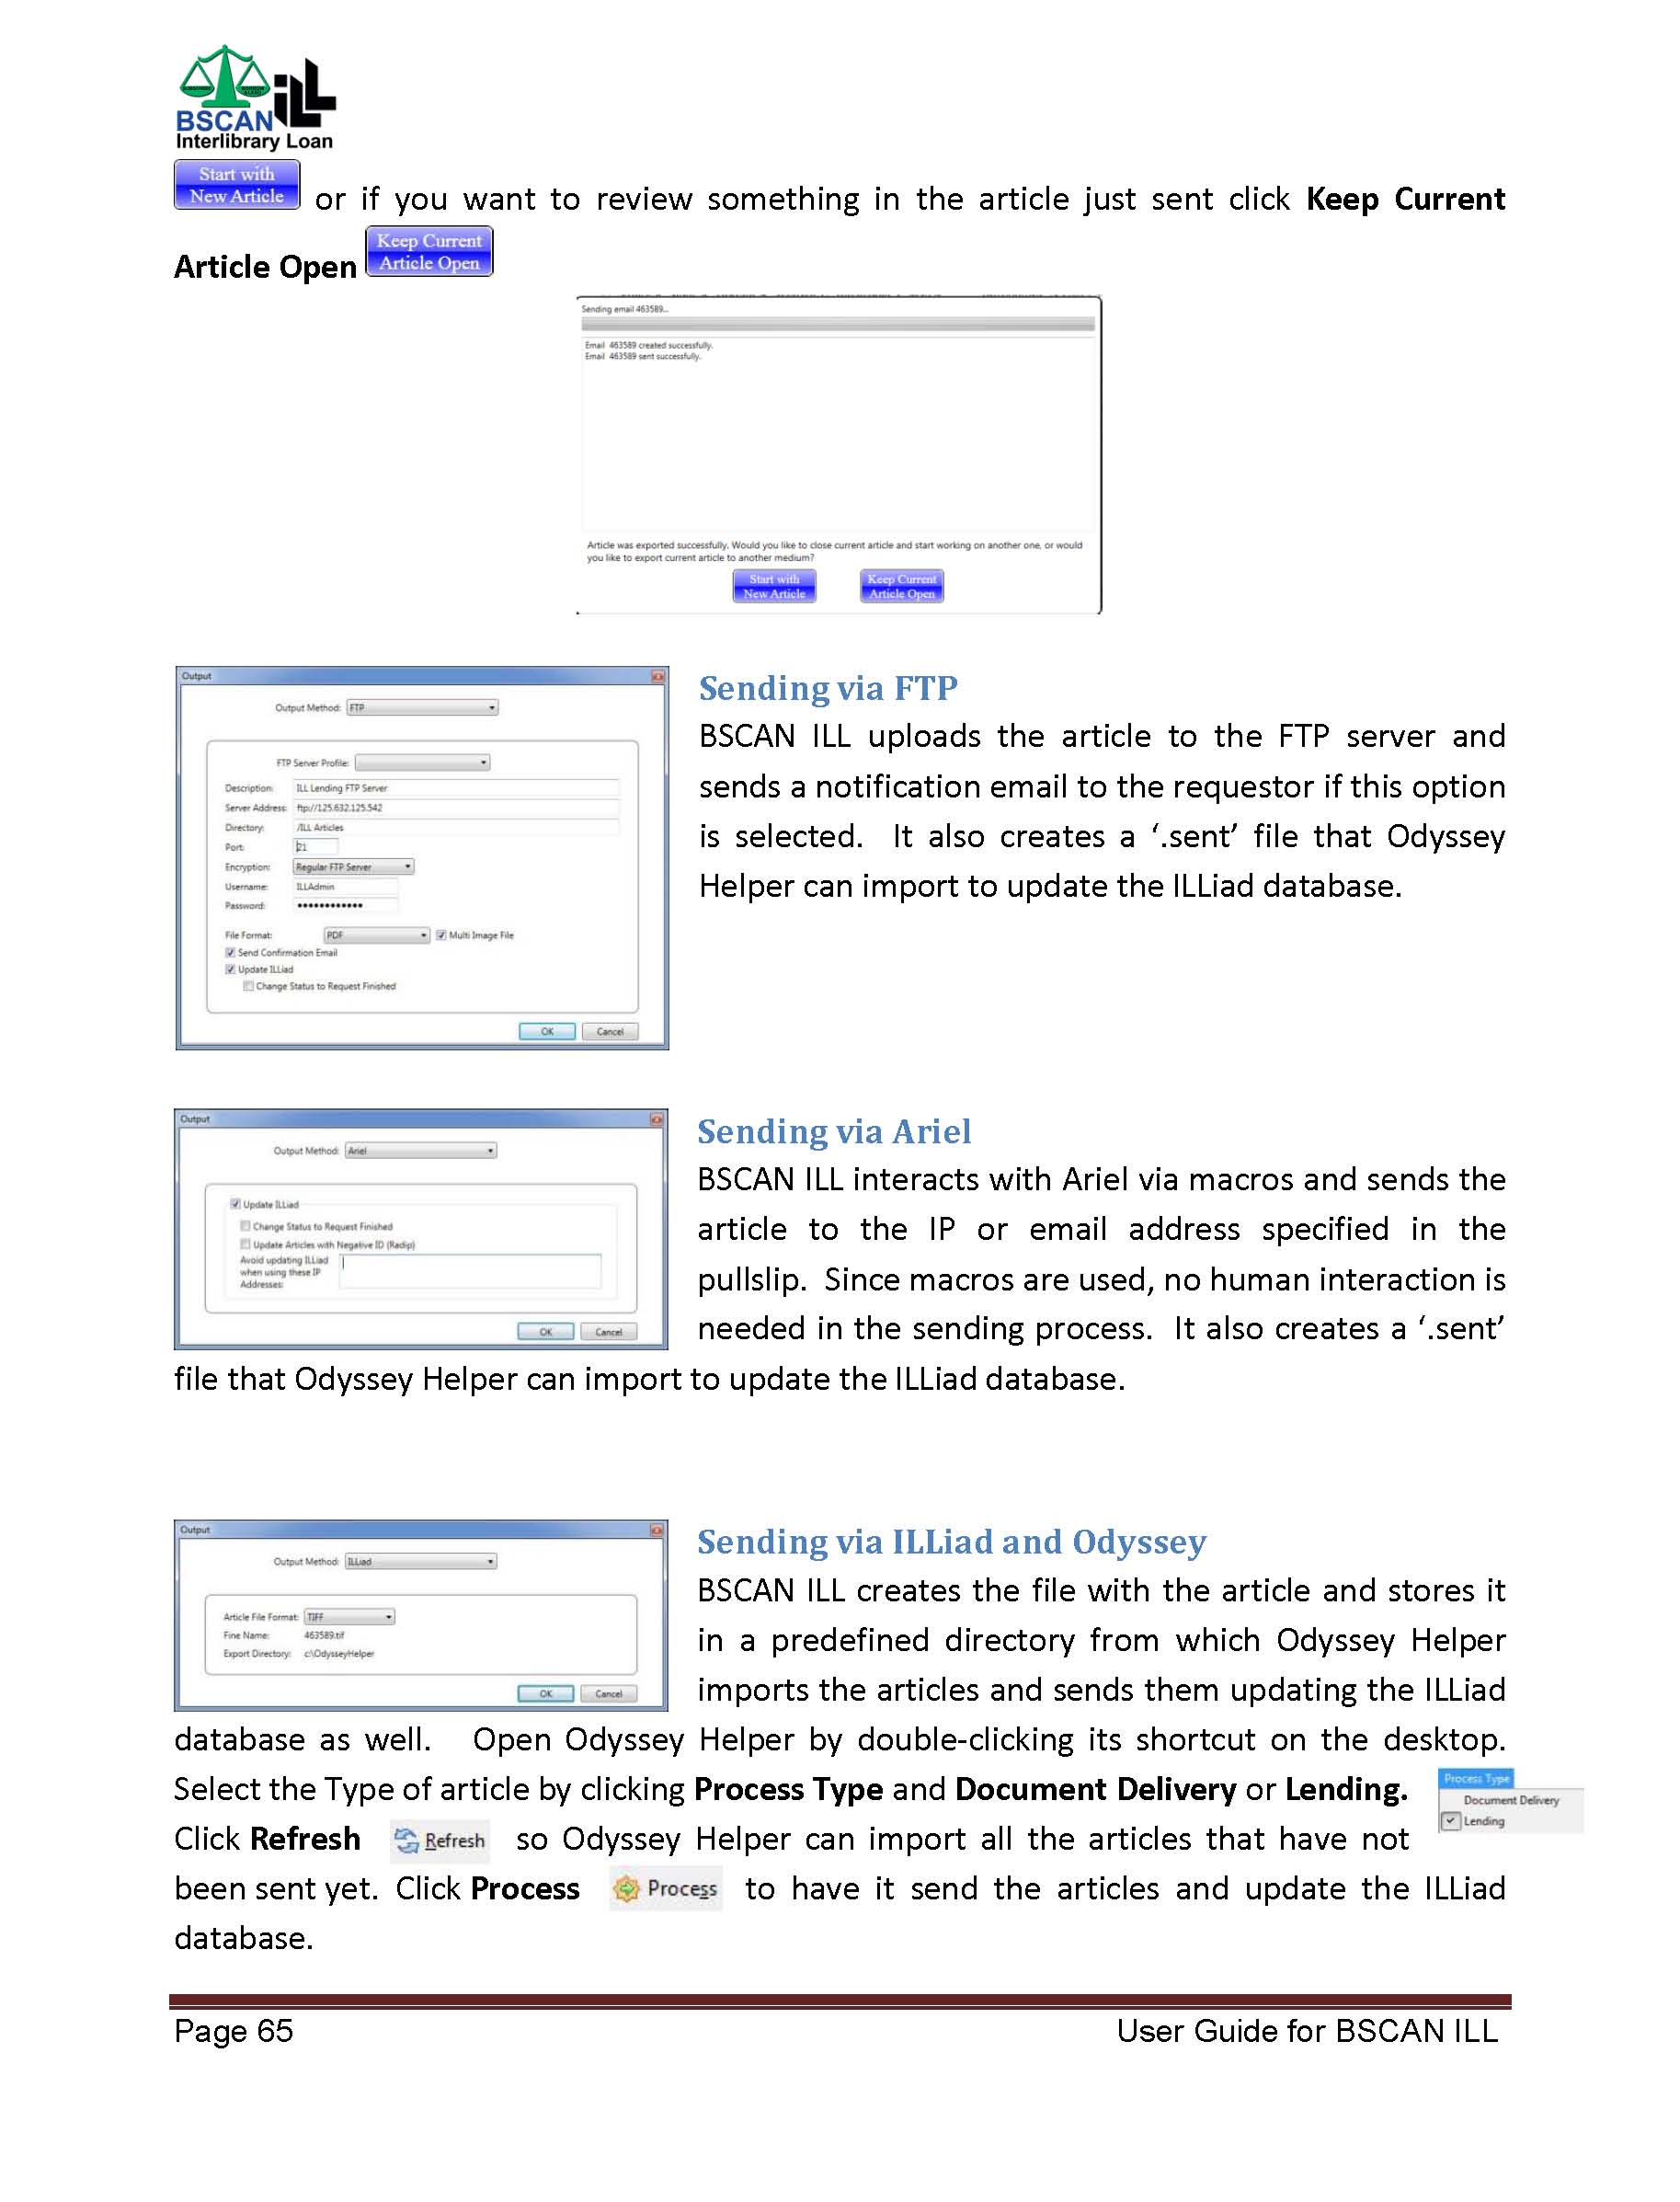 BSCAN ILL
Interlibrary Loan
Start with
New Article or if you want to review something in the article just sent click Keep Current
Article Open Keep Current
Article Open
Sending email 463589...
Email 463589 created successfully.
Email 463589 sent successfully.
Article was exported successfully. Would you like to close current article and start working on another one, or would
you like to export current article to another medium?
Start with
New Article
Keep Current
Article Open
Output
Output Method: FTP
FTP Server Profile:
Description: ILL Lending FTP Server
Server Address: ftp://125.632.125.542
Directory: /ILL Articles
Port: 21
Encryption: Regular FTP Server
Username: ILLAdmin
Password: ••••••••••••
File Format: PDF Multi Image File
Send Confirmation Email
Update ILLiad
Change Status to Request Finished
OK Cancel
Sending via FTP
BSCAN ILL uploads the article to the FTP server and
sends a notification email to the requestor if this option
is selected. It also creates a ‘.sent’ file that Odyssey
Helper can import to update the ILLiad database.
Output
Output Method: Ariel
Update ILLiad
Change Status to Request Finished
Update Articles with Negative ID (Radip)
Avoid updating ILLiad
when using these IP
Addresses:
OK Cancel
Sending via Ariel
BSCAN ILL interacts with Ariel via macros and sends the
article to the IP or email address specified in the
pullslip. Since macros are used, no human interaction is
needed in the sending process. It also creates a ‘.sent’
file that Odyssey Helper can import to update the ILLiad database.
Output
Output Method: ILLiad
Article File Format: TIFF
Fine Name: 463589.tif
Export Directory: c:\OdysseyHelper
OK Cancel
Sending via ILLiad and Odyssey
BSCAN ILL creates the file with the article and stores it
in a predefined directory from which Odyssey Helper
imports the articles and sends them updating the ILLiad
database as well. Open Odyssey Helper by double-clicking its shortcut on the desktop.
Select the Type of article by clicking Process Type and Document Delivery or Lending.
Process Type
Document Delivery
Lending
Click Refresh Refresh so Odyssey Helper can import all the articles that have not
been sent yet. Click Process Process to have it send the articles and update the ILLiad
database.
Page 65 User Guide for BSCAN ILL